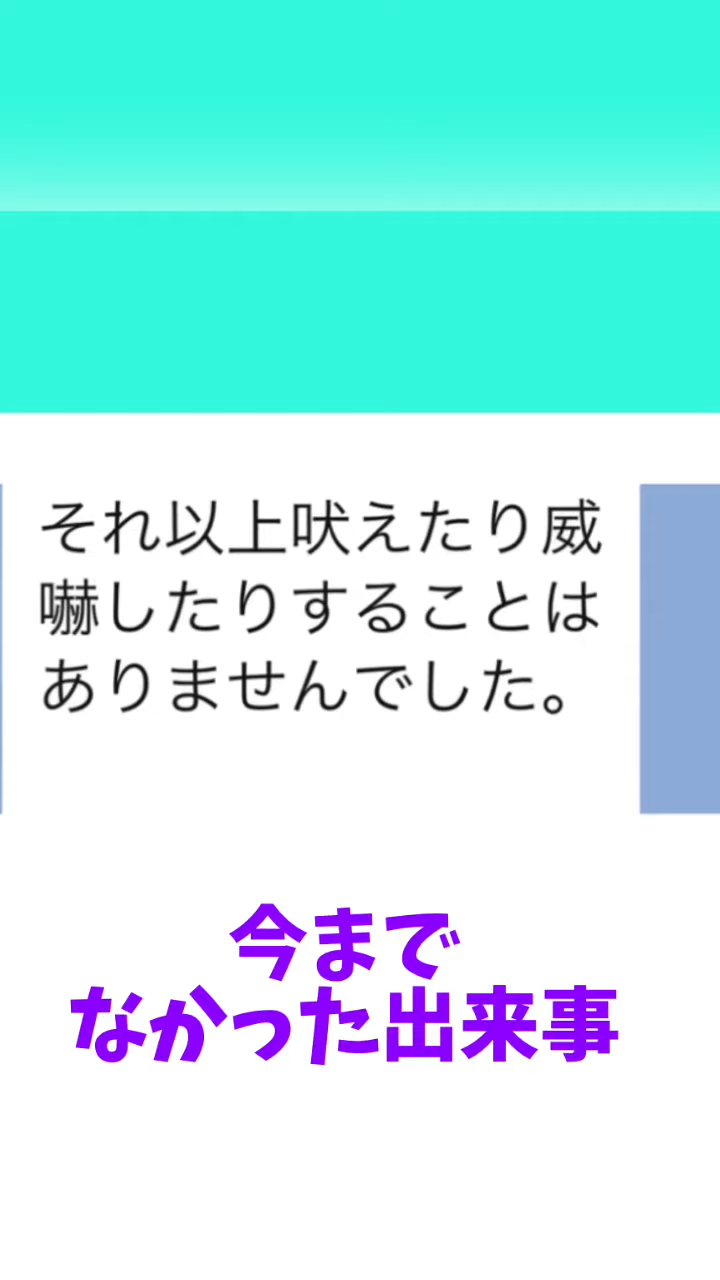 それ以上吠えたり威
嚇したりすることは
ありませんでした。
今まで
なかった出来事